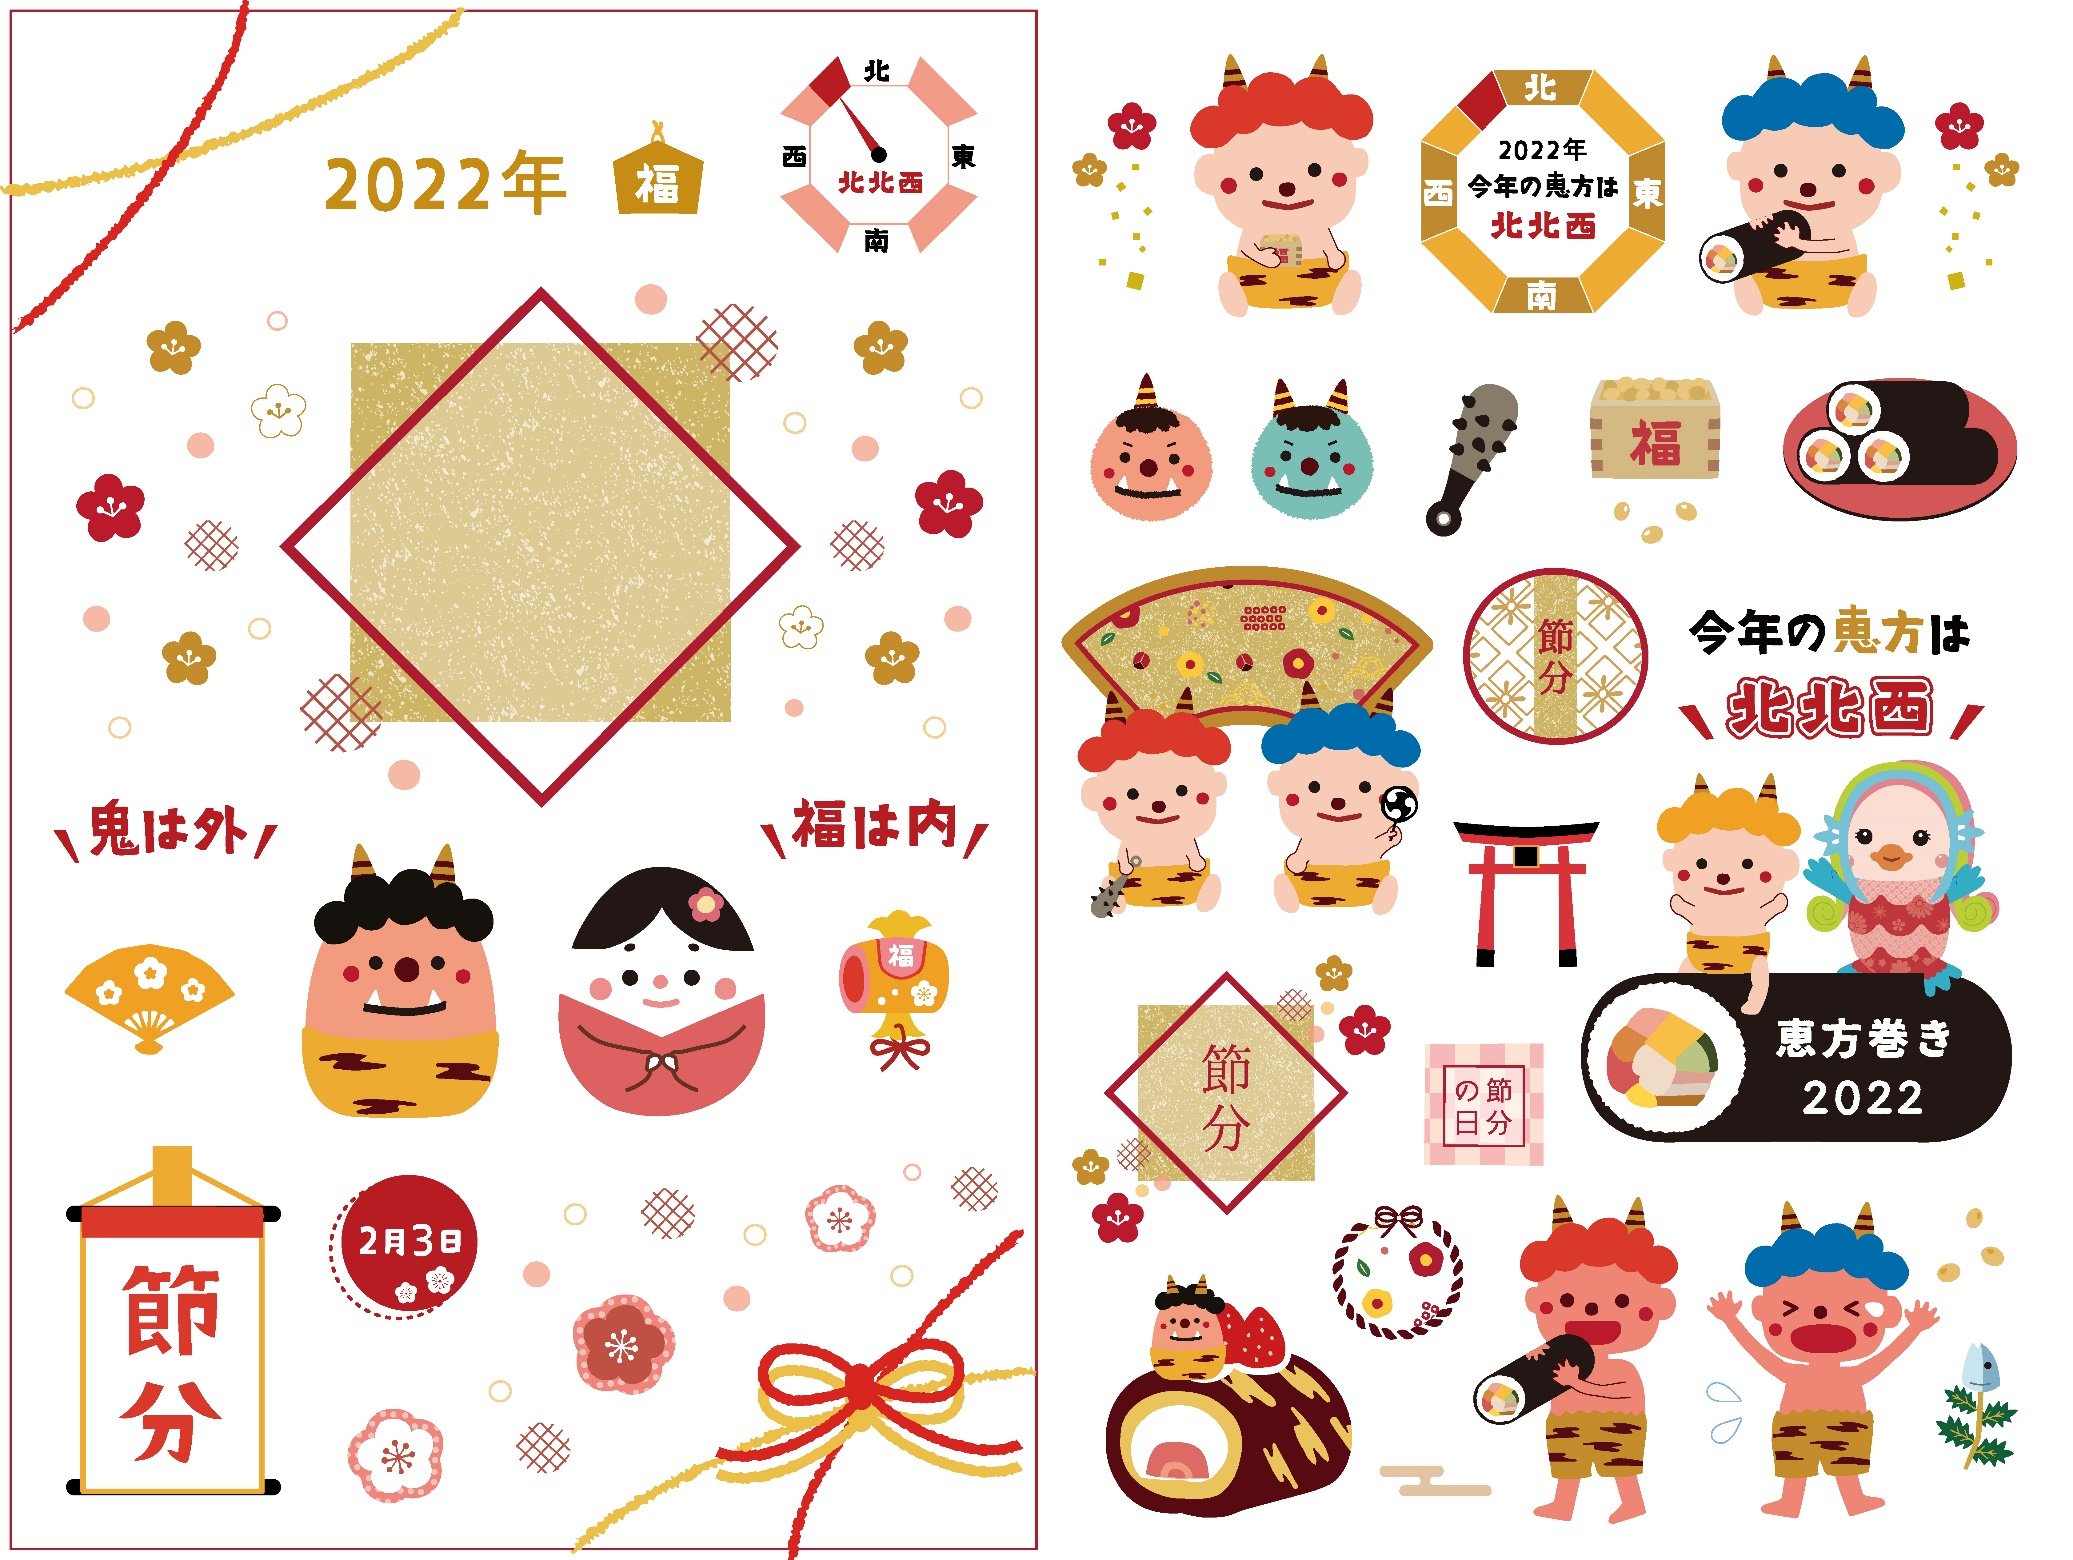 2022年
福
北
西
東
北北西
南
鬼は外
福は内
福
節分
2月3日
北
2022年
西
今年の恵方は
東
北北西
南
福
福
節分
今年の恵方は
北北西
節分
節分
の日
恵方巻き
2022